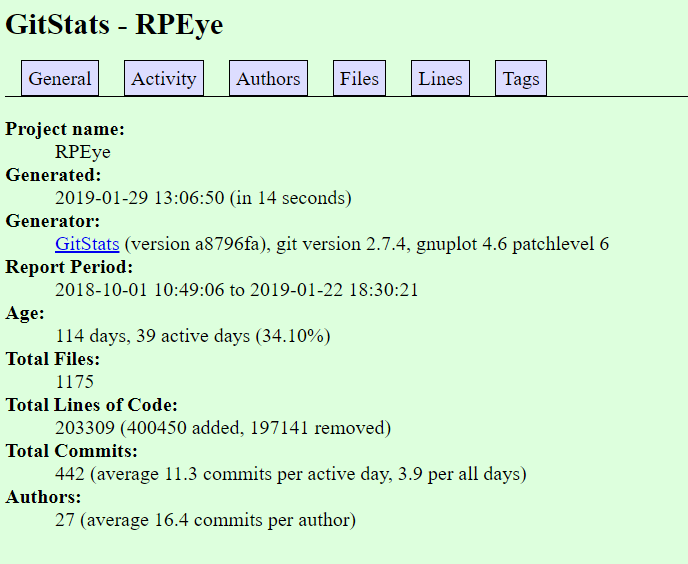 GitStats - RPEye
General Activity Authors Files Lines Tags
Project name:
RPEye
Generated:
2019-01-29 13:06:50 (in 14 seconds)
Generator:
GitStats (version a8796fa), git version 2.7.4, gnuplot 4.6 patchlevel 6
Report Period:
2018-10-01 10:49:06 to 2019-01-22 18:30:21
Age:
114 days, 39 active days (34.10%)
Total Files:
1175
Total Lines of Code:
203309 (400450 added, 197141 removed)
Total Commits:
442 (average 11.3 commits per active day, 3.9 per all days)
Authors:
27 (average 16.4 commits per author)